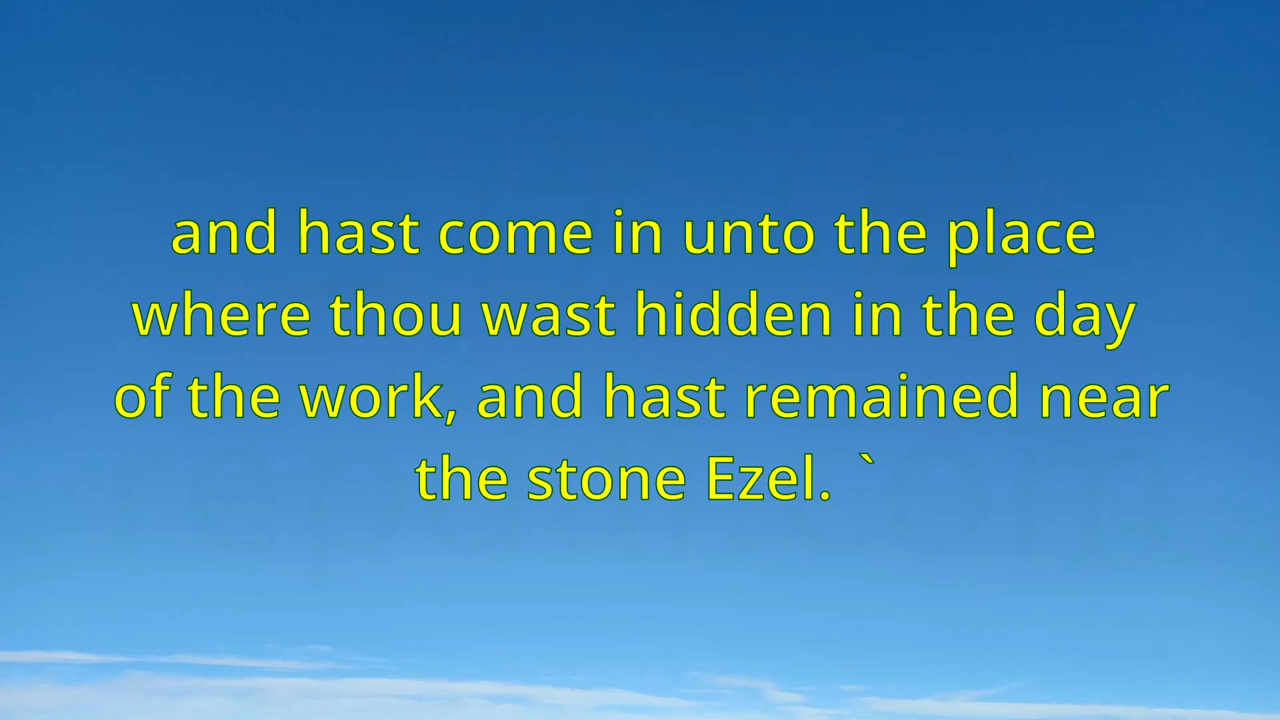 and hast come in unto the place
where thou wast hidden in the day
of the work, and hast remained near
the stone Ezel. `